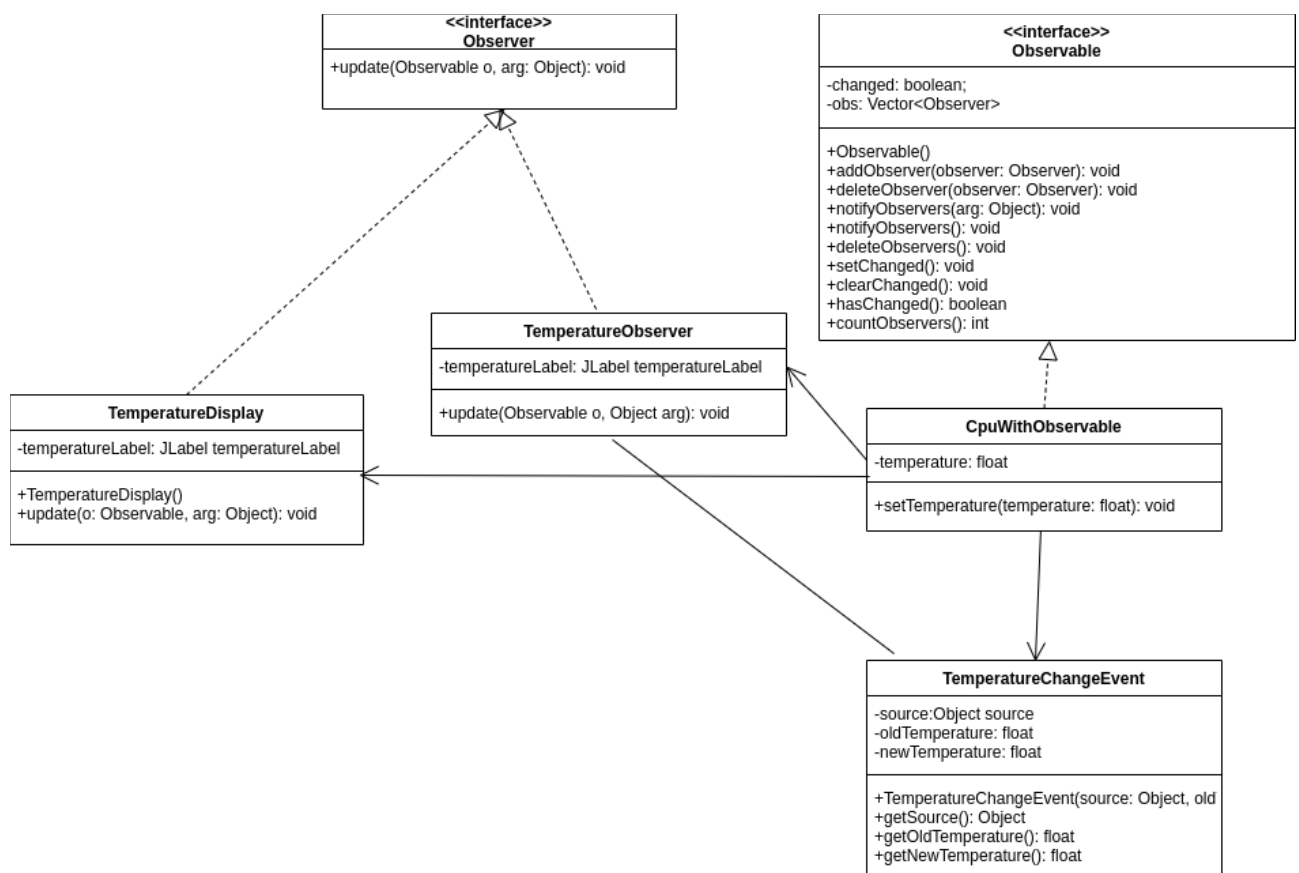 <<interface>>
Observer
+update(Observable o, arg: Object): void
<<interface>>
Observable
-changed: boolean;
-obs: Vector<Observer>
+Observable()
+addObserver(observer: Observer): void
+deleteObserver(observer: Observer): void
+notifyObservers(arg: Object): void
+notifyObservers(): void
+deleteObservers(): void
+setChanged(): void
+clearChanged(): void
+hasChanged(): boolean
+countObservers(): int
TemperatureObserver
-temperatureLabel: JLabel temperatureLabel
+update(Observable o, Object arg): void
TemperatureDisplay
-temperatureLabel: JLabel temperatureLabel
+TemperatureDisplay()
+update(o: Observable, arg: Object): void
CpuWithObservable
-temperature: float
+setTemperature(temperature: float): void
TemperatureChangeEvent
-source:Object source
-oldTemperature: float
-newTemperature: float
+TemperatureChangeEvent(source: Object, old
+getSource(): Object
+getOldTemperature(): float
+getNewTemperature(): float